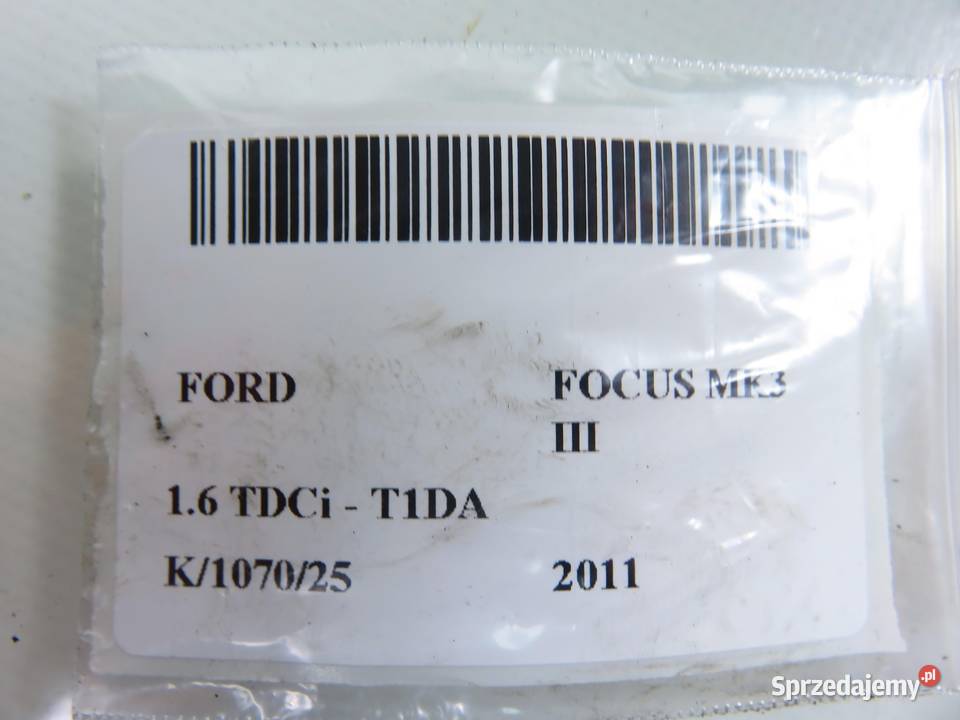 FORD FOCUS MK3
III
1.6 TDCi - T1DA
K/1070/25 2011
Sprzedajemy.pl